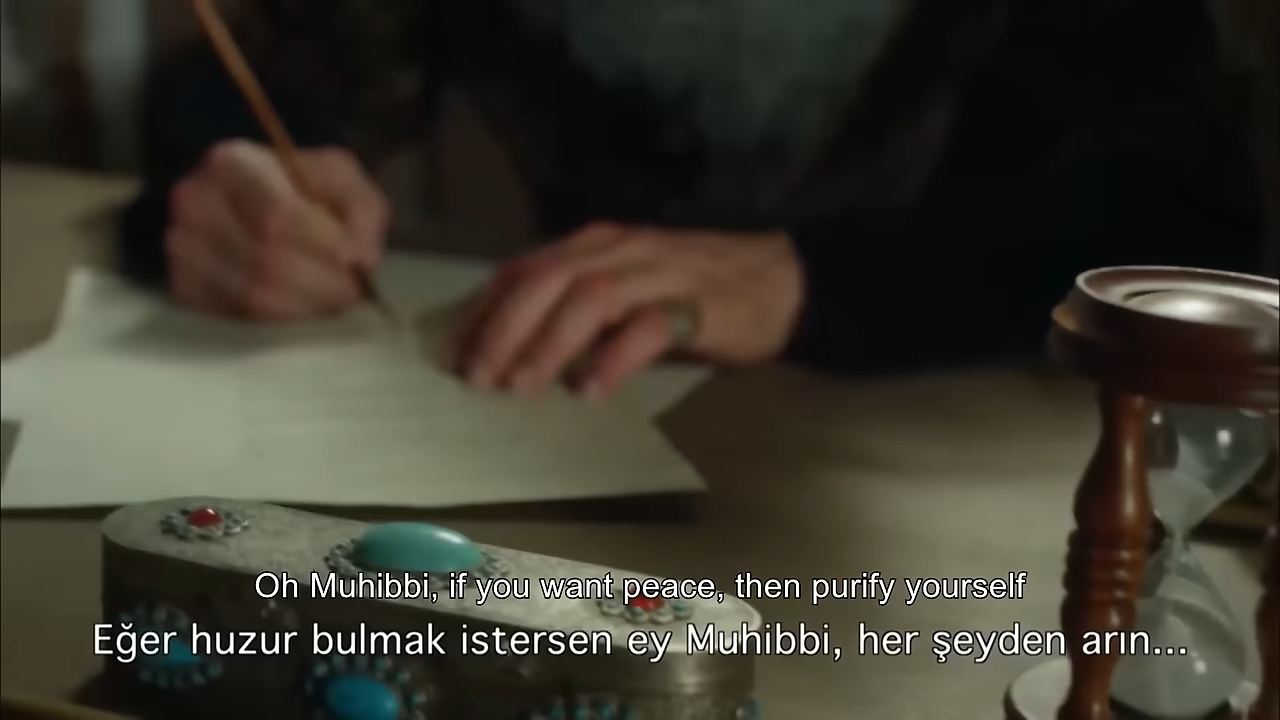 Oh Muhibbi, if you want peace, then purify yourself
Eğer huzur bulmak istersen ey Muhibbi, her şeyden arın...